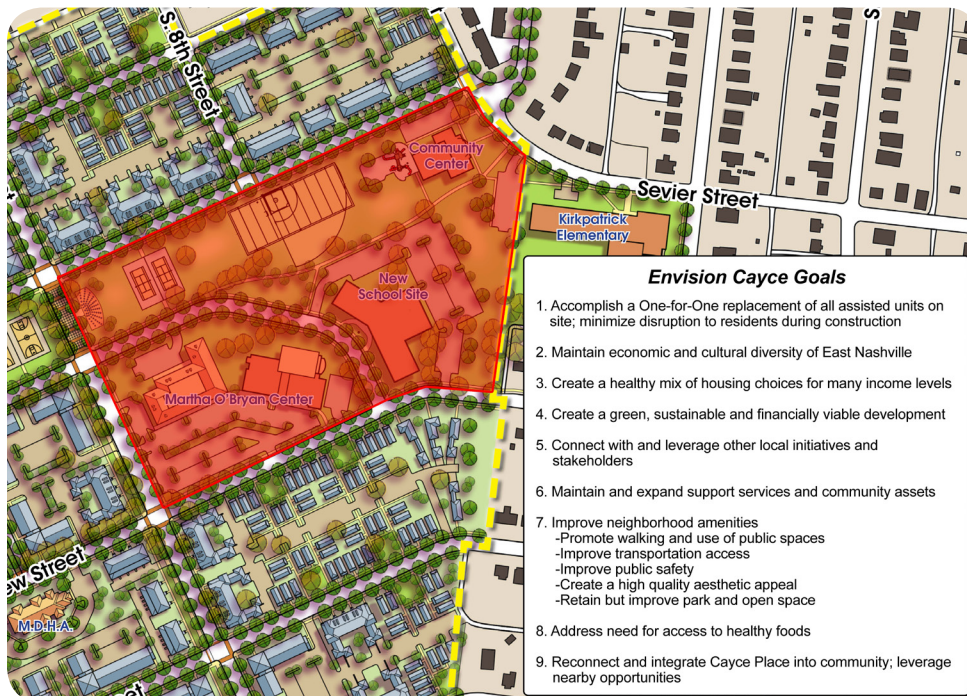 S 8th Street
S
Community
Center
Sevier Street
Kirkpatrick
Elementary
New
School Site
Martha O'Bryan Center
ew Street
M.D.H.A.
Envision Cayce Goals
1. Accomplish a One-for-One replacement of all assisted units on
site; minimize disruption to residents during construction
2. Maintain economic and cultural diversity of East Nashville
3. Create a healthy mix of housing choices for many income levels
4. Create a green, sustainable and financially viable development
5. Connect with and leverage other local initiatives and
stakeholders
6. Maintain and expand support services and community assets
7. Improve neighborhood amenities
-Promote walking and use of public spaces
-Improve transportation access
-Improve public safety
-Create a high quality aesthetic appeal
-Retain but improve park and open space
8. Address need for access to healthy foods
9. Reconnect and integrate Cayce Place into community; leverage
nearby opportunities